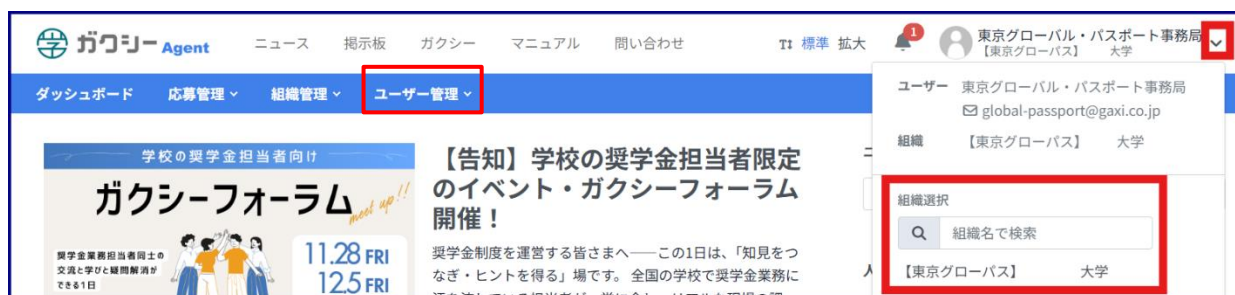 ガクシー Agent
ニュース 掲示板 ガクシー マニュアル 問い合わせ
標準 拡大
1
東京グローバル・パスポート事務局
【東京グローパス】 大学
ダッシュボード 応募管理 組織管理 ユーザー管理
ユーザー 東京グローバル・パスポート事務局
global-passport@gaxi.co.jp
組織 【東京グローパス】 大学
組織選択
組織名で検索
【東京グローパス】 大学
学校の奨学金担当者向け
ガクシーフォーラム
meet up!!
奨学金業務担当者同士の
交流と学びと疑問解消が
できる1日
11.28 FRI
12.5 FRI
【告知】学校の奨学金担当者限定
のイベント・ガクシーフォーラム
開催！
奨学金制度を運営する皆さまへ――この1日は、「知見をつ
なぎ・ヒントを得る」場です。 全国の学校で奨学金業務に